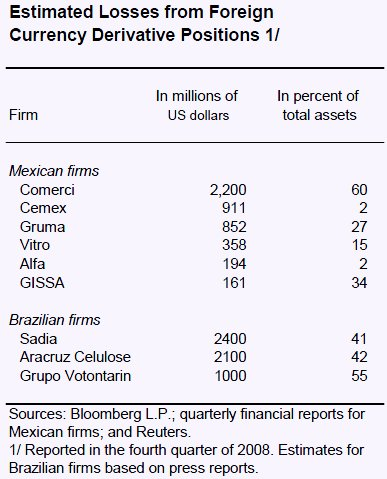 Estimated Losses from Foreign
Currency Derivative Positions 1/
Firm In millions of US dollars In percent of total assets
Mexican firms
Comerci 2,200 60
Cemex 911 2
Gruma 852 27
Vitro 358 15
Alfa 194 2
GISSA 161 34
Brazilian firms
Sadia 2400 41
Aracruz Celulose 2100 42
Grupo Votontarin 1000 55
Sources: Bloomberg L.P.; quarterly financial reports for
Mexican firms; and Reuters.
1/ Reported in the fourth quarter of 2008. Estimates for
Brazilian firms based on press reports.